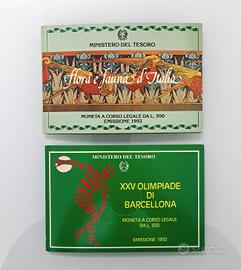 MINISTERO DEL TESORO
flora e fauna d'Italia
MONETA A CORSO LEGALE DA L. 500
EMISSIONE 1992
MINISTERO DEL TESORO
XXV OLIMPIADE
DI
BARCELLONA
MONETA A CORSO LEGALE
DA L. 500
EMISSIONE 1992
subito